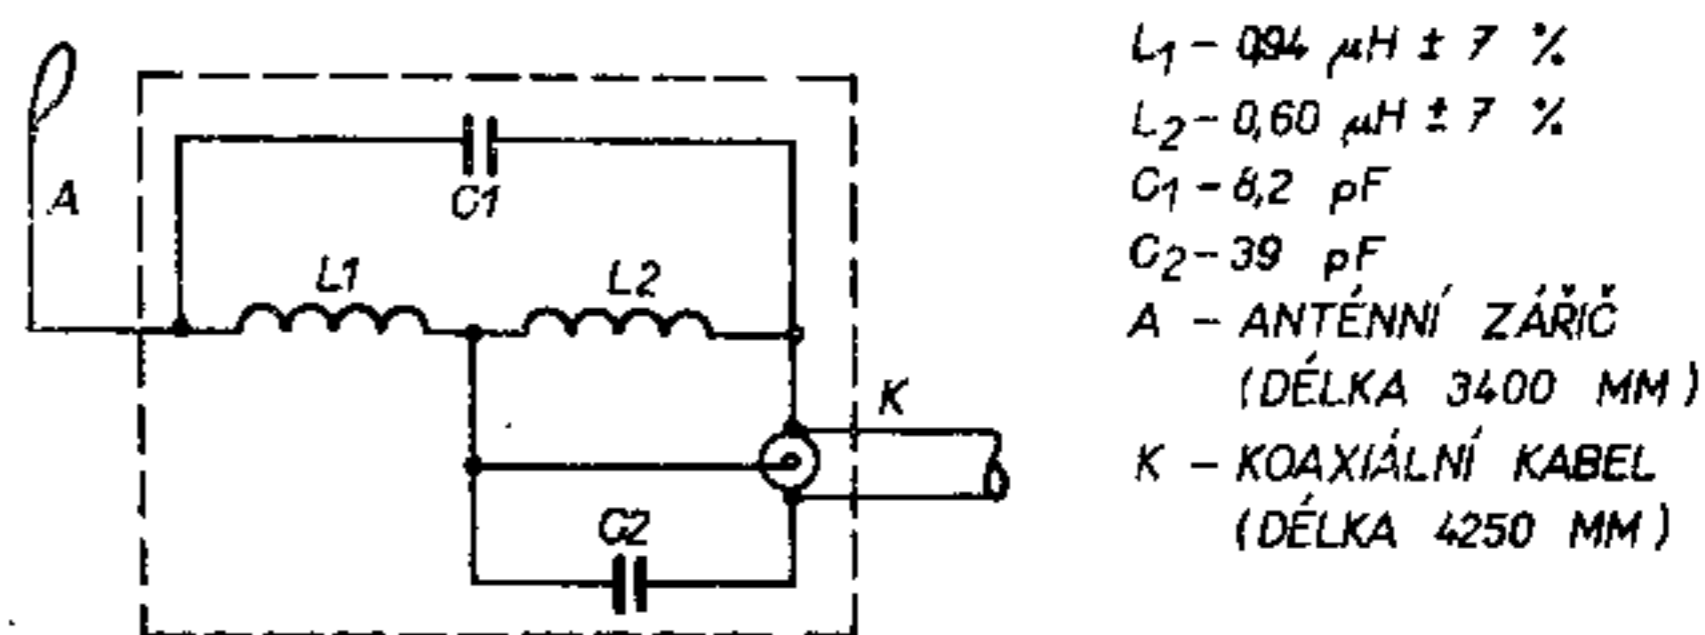 A
C1
L1
L2
K
C2
L1 - 0,94 μH ± 7 %
L2 - 0,60 μH ± 7 %
C1 - 8,2 pF
C2 - 39 pF
A - ANTÉNNÍ ZÁŘIČ
(DÉLKA 3400 MM)
K - KOAXIÁLNÍ KABEL
(DÉLKA 4250 MM)